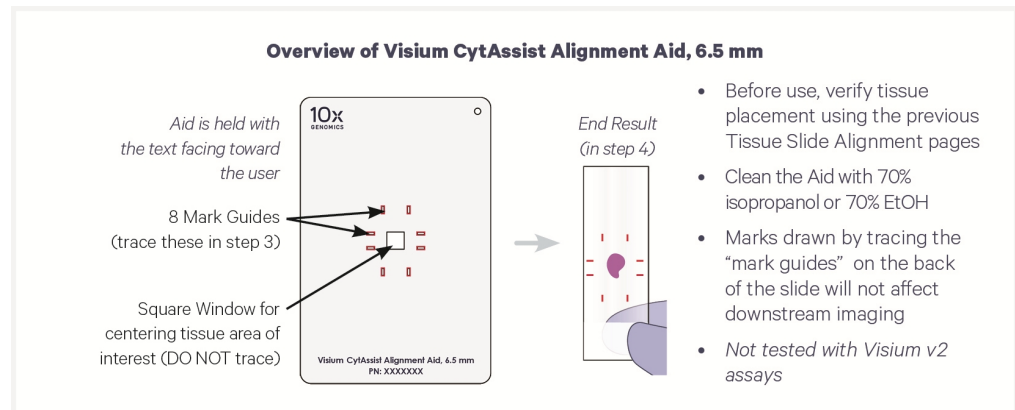 Overview of Visium CytAssist Alignment Aid, 6.5 mm
Aid is held with
the text facing toward
the user
8 Mark Guides
(trace these in step 3)
Square Window for
centering tissue area of
interest (DO NOT trace)
10x
GENOMICS
Visium CytAssist Alignment Aid, 6.5 mm
PN: XXXXXXX
End Result
(in step 4)
• Before use, verify tissue
placement using the previous
Tissue Slide Alignment pages
• Clean the Aid with 70%
isopropanol or 70% EtOH
• Marks drawn by tracing the
“mark guides” on the back
of the slide will not affect
downstream imaging
• Not tested with Visium v2
assays